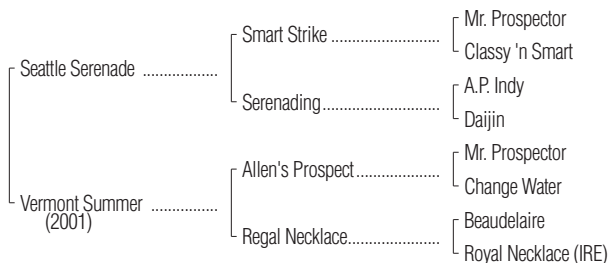 Mr. Prospector
Smart Strike ........................
Classy 'n Smart
Seattle Serenade .................
A.P. Indy
Serenading..........................
Daijin
Mr. Prospector
Allen's Prospect...................
Change Water
Vermont Summer ...............
(2001)
Beaudelaire
Regal Necklace....................
Royal Necklace (IRE)